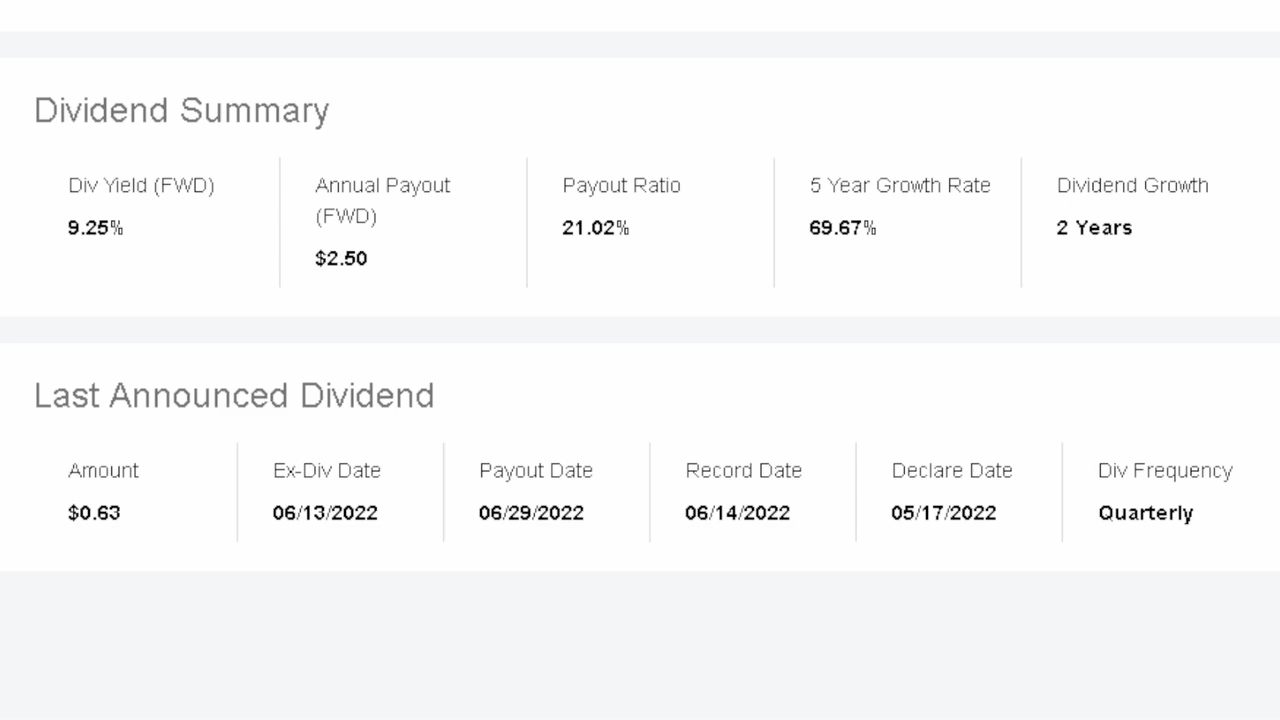 Dividend Summary
Div Yield (FWD)
9.25%
Annual Payout
(FWD)
$2.50
Payout Ratio
21.02%
5 Year Growth Rate
69.67%
Dividend Growth
2 Years
Last Announced Dividend
Amount
$0.63
Ex-Div Date
06/13/2022
Payout Date
06/29/2022
Record Date
06/14/2022
Declare Date
05/17/2022
Div Frequency
Quarterly